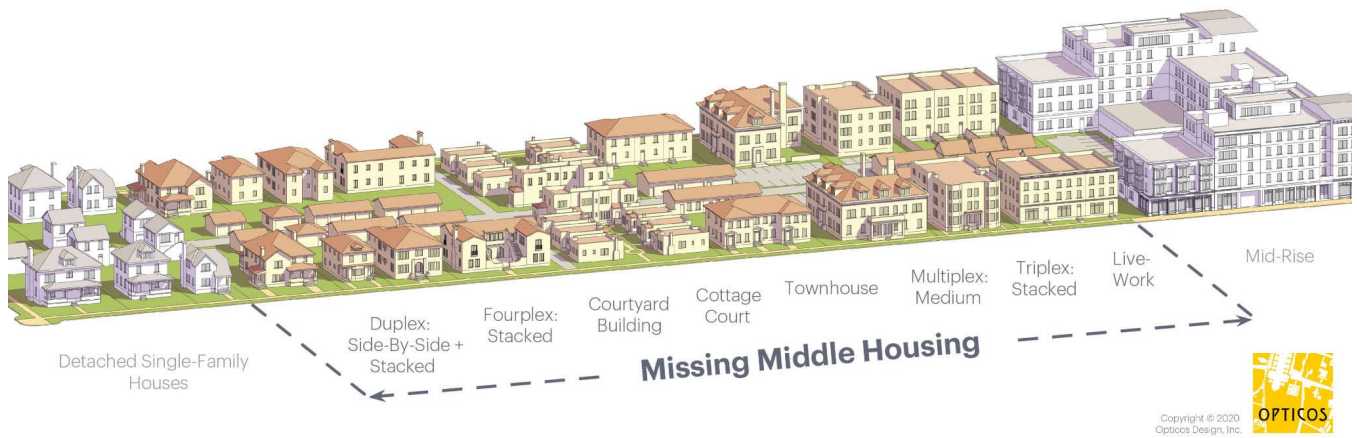 Detached Single-Family
Houses
Duplex:
Side-By-Side +
Stacked
Fourplex:
Stacked
Courtyard
Building
Cottage
Court
Townhouse
Multiplex:
Medium
Triplex:
Stacked
Live-
Work
Mid-Rise
Missing Middle Housing
Copyright © 2020
Opticos Design, Inc.
OPTICOS